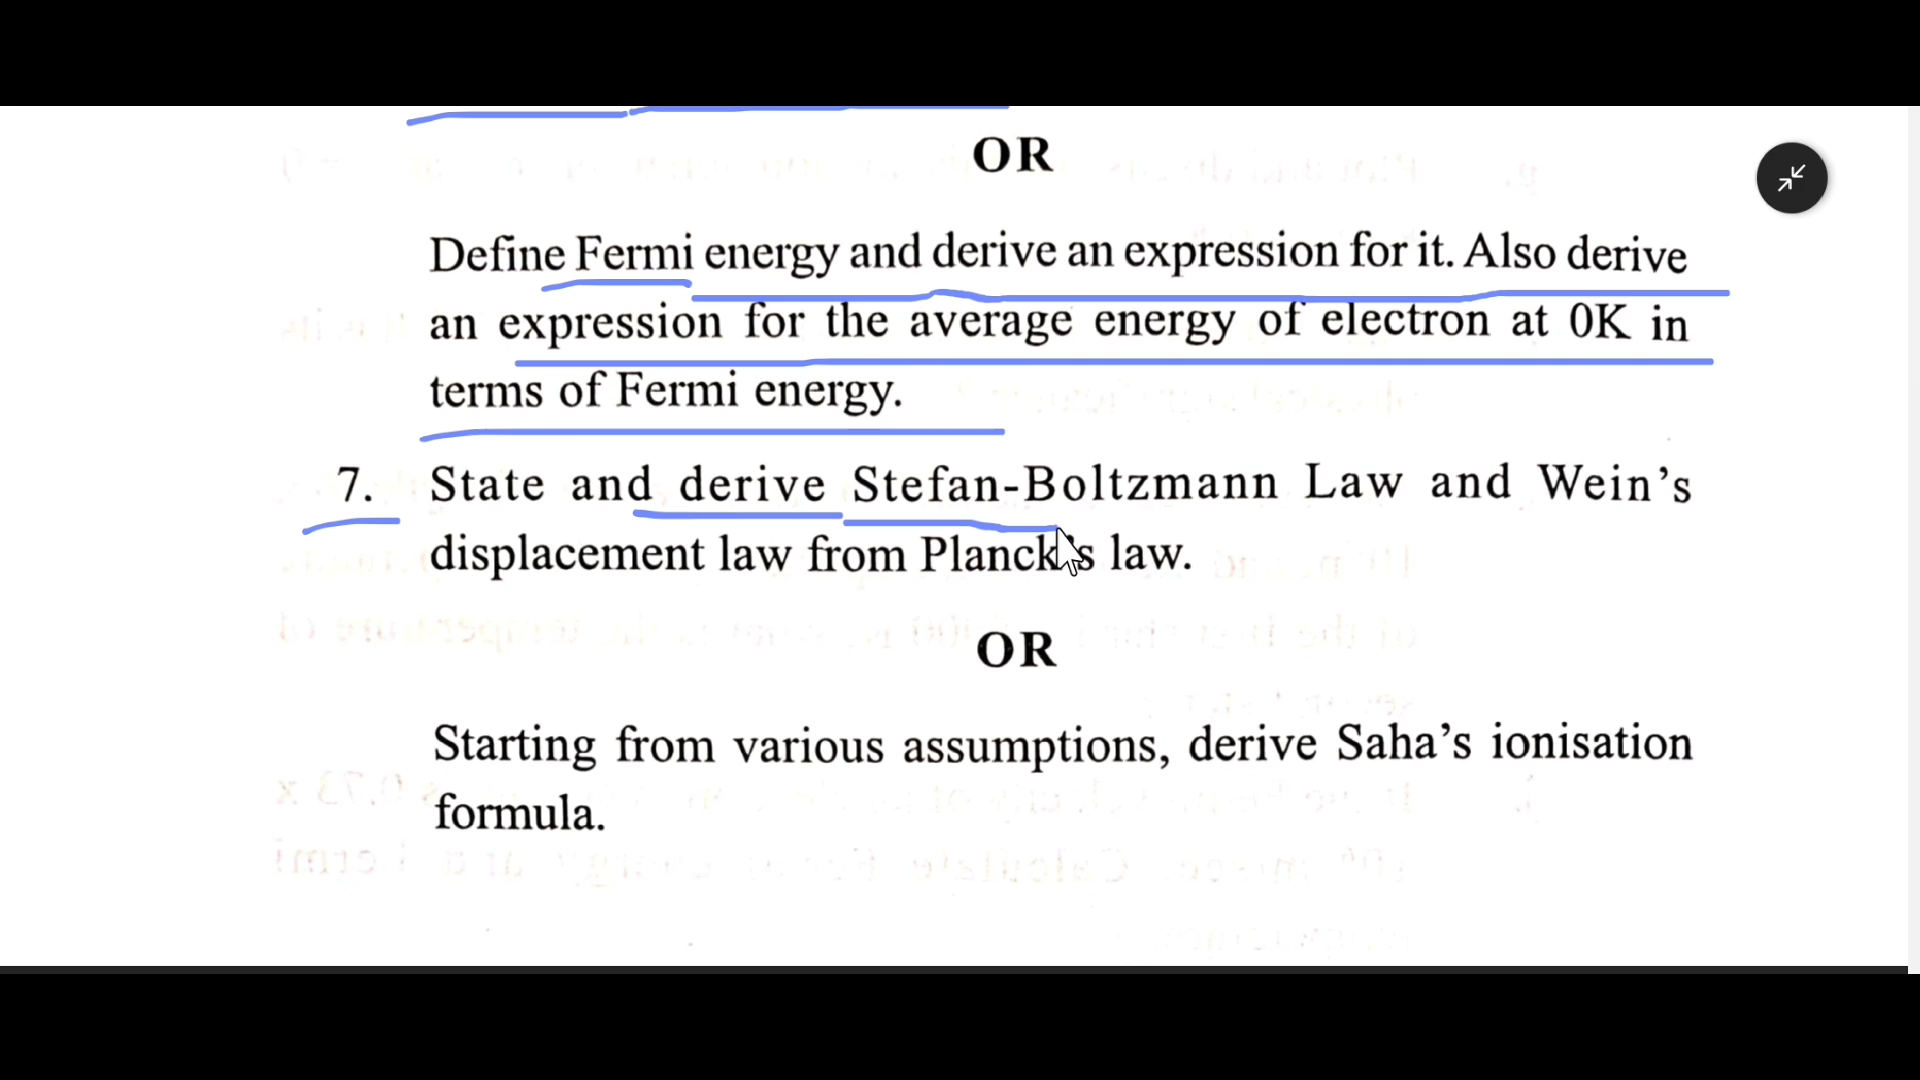 OR
Define Fermi energy and derive an expression for it. Also derive
an expression for the average energy of electron at 0K in
terms of Fermi energy.
7. State and derive Stefan-Boltzmann Law and Wein's
displacement law from Planck's law.
OR
Starting from various assumptions, derive Saha's ionisation
formula.